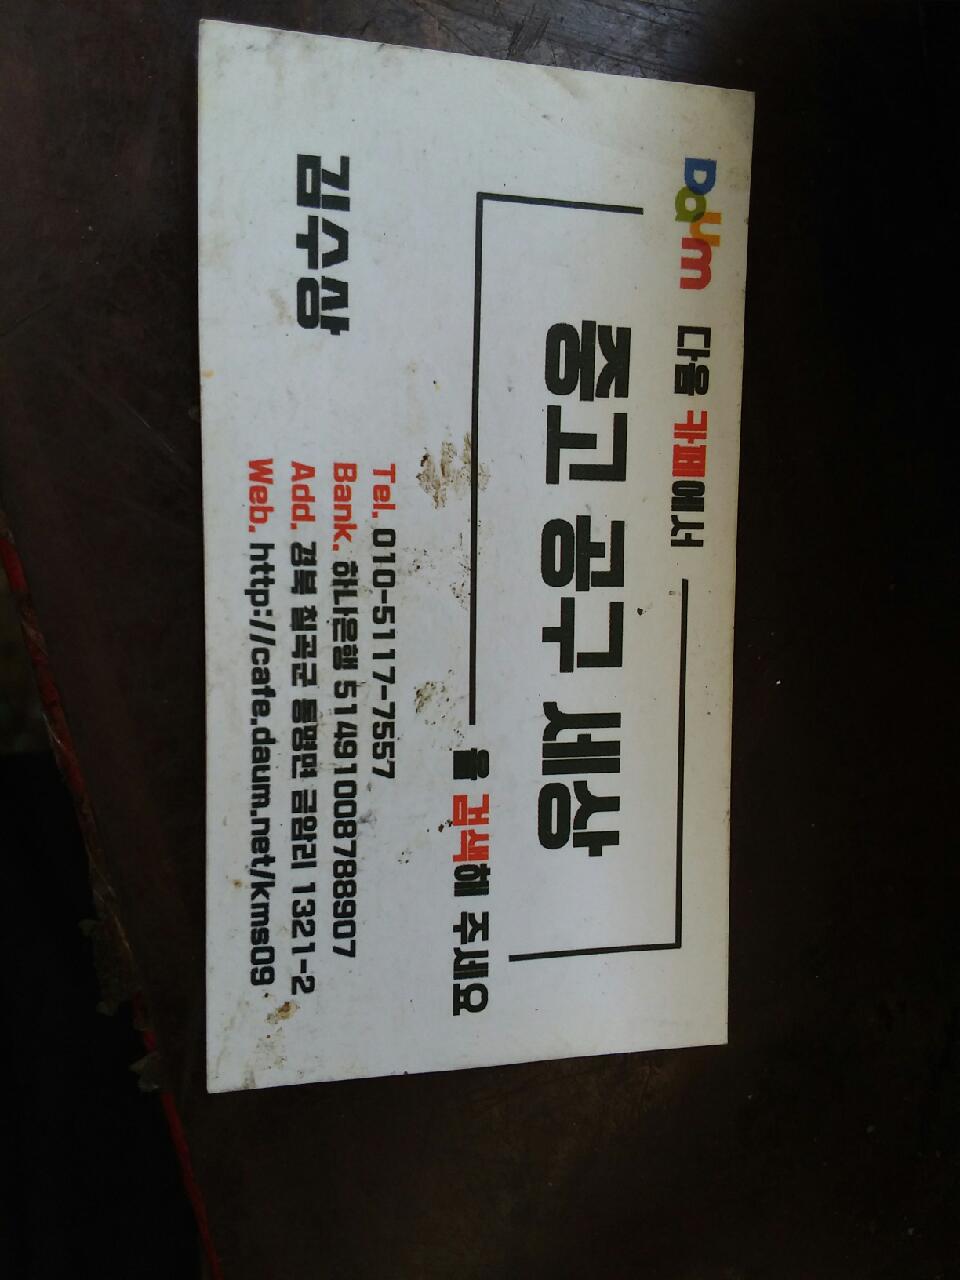 Daum 다음 카페에서
중고 공구 세상
을 검색해 주세요
김수상
Tel. 010-5117-7557
Bank. 하나은행 51491008788907
Add. 경북 칠곡군 동명면 금암리 1321-2
Web. http://cafe.daum.net/kms09